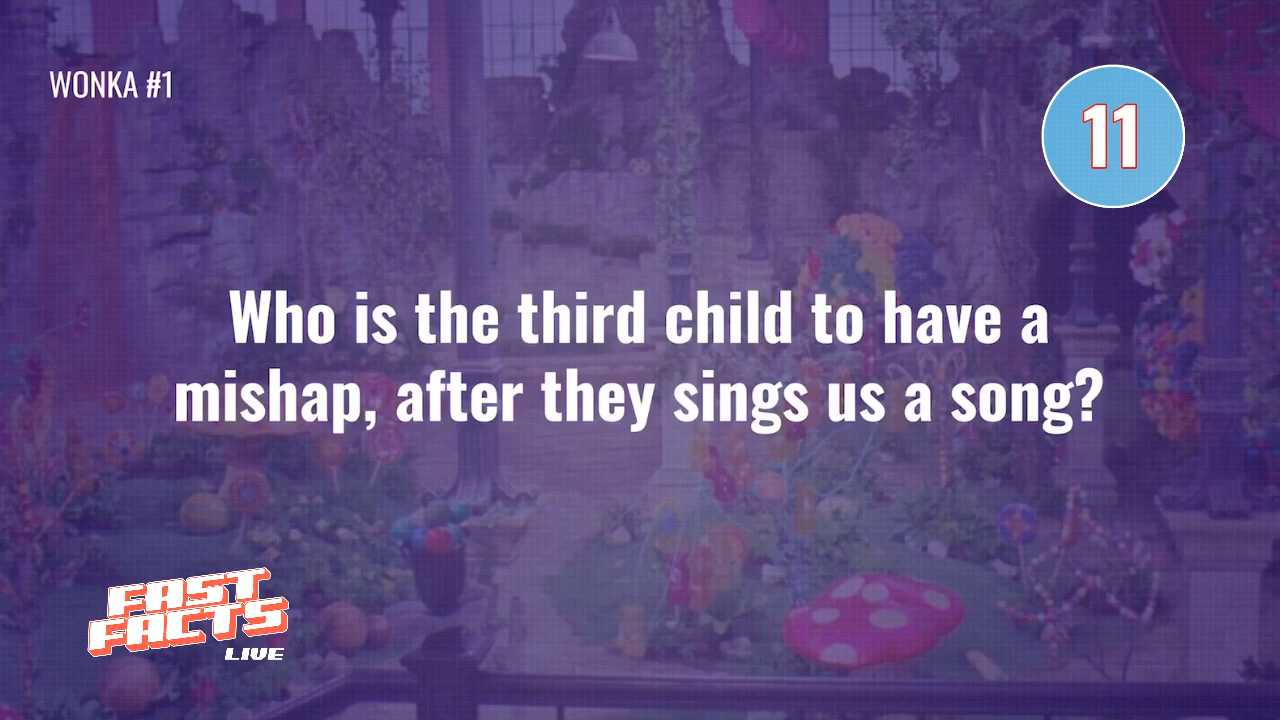 WONKA #1
11
Who is the third child to have a
mishap, after they sings us a song?
FAST
FACTS
LIVE